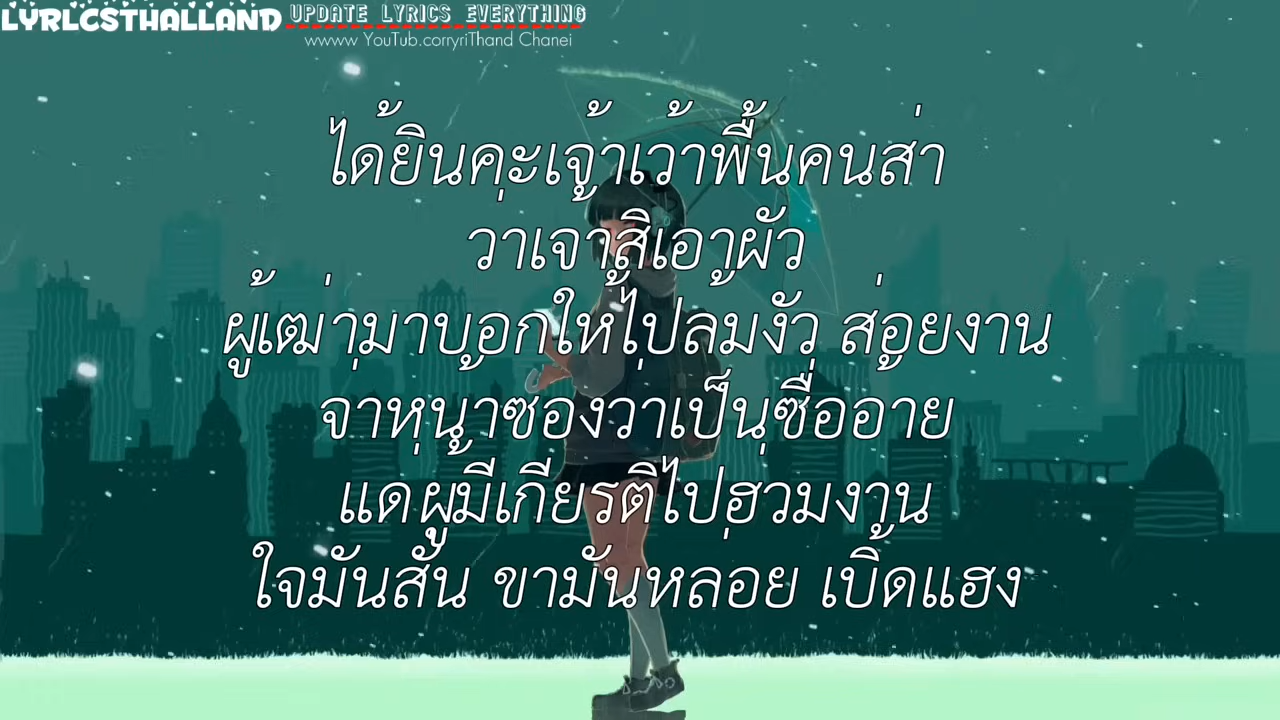 LYRLCSTHALLAND UPDATE LYRICS EVERYTHING
wwww YouTub.corryriThand Chanei
ได้ยินค่ะเจ้าเว้าพื้นคนส่า
ว่าเจ้าสิเอาผัว
ผู้เฒ่ามาบอกให้ไปล้มงัว ส่อยงาน
จ่าหน้าซองว่าเป็นซื่ออ้าย
แด่ผู้มีเกียรติไปฮ่วมงาน
ใจมันสั่น ขามันหล่อย เบิ้ดแฮง